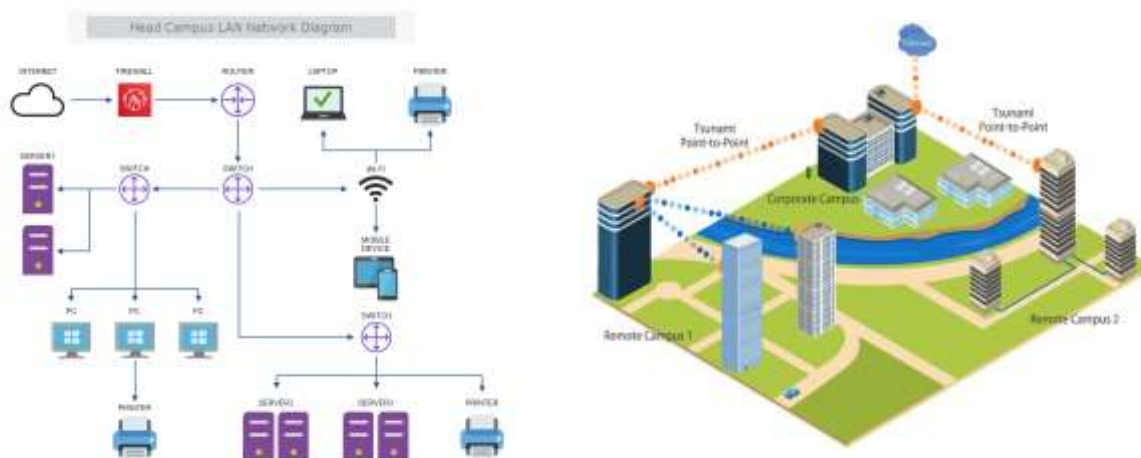 Head Campus LAN Network Diagram
INTERNET
FIREWALL
ROUTER
LAPTOP
PRINTER
SWITCH
SWITCH
WI-FI
MOBILE
DEVICE
PC
PC
PC
SWITCH
PRINTER
PRINTER
Tsunami
Point-to-Point
Tsunami
Point-to-Point
Corporate Campus
Remote Campus 1
Remote Campus 2